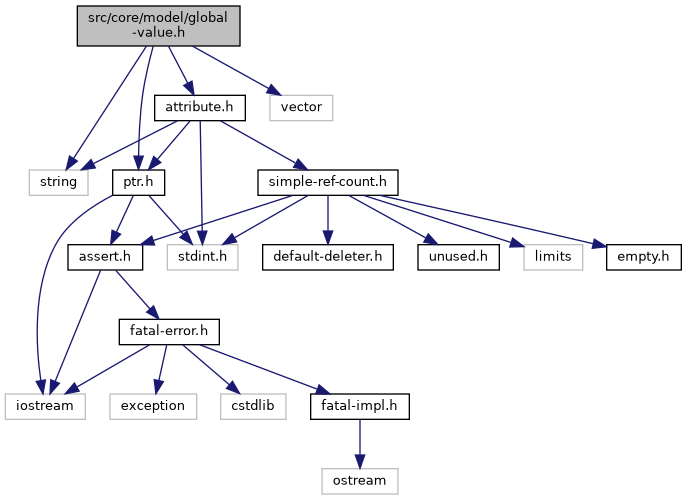 src/core/model/global
-value.h
attribute.h
vector
string
ptr.h
simple-ref-count.h
assert.h
stdint.h
default-deleter.h
unused.h
limits
empty.h
fatal-error.h
iostream
exception
cstdlib
fatal-impl.h
ostream